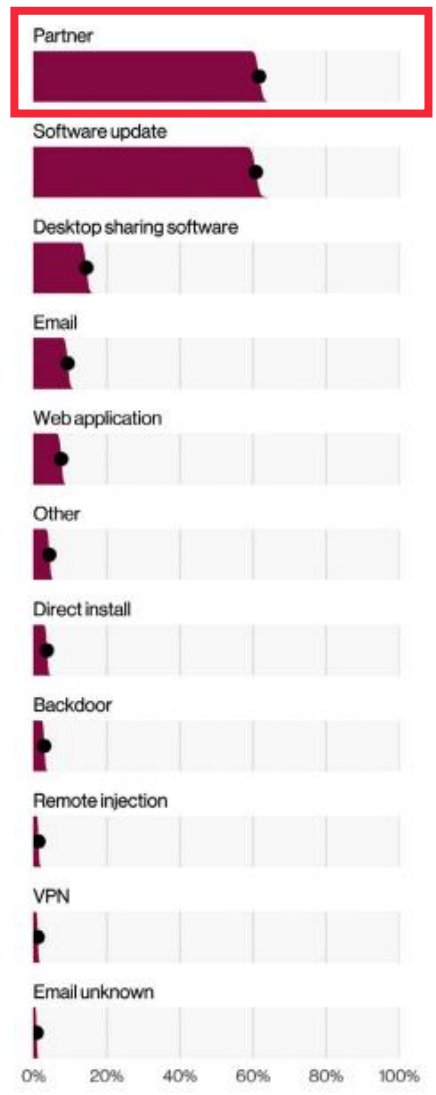 Partner
Software update
Desktop sharing software
Email
Web application
Other
Direct install
Backdoor
Remote injection
VPN
Email unknown
0% 20% 40% 60% 80% 100%